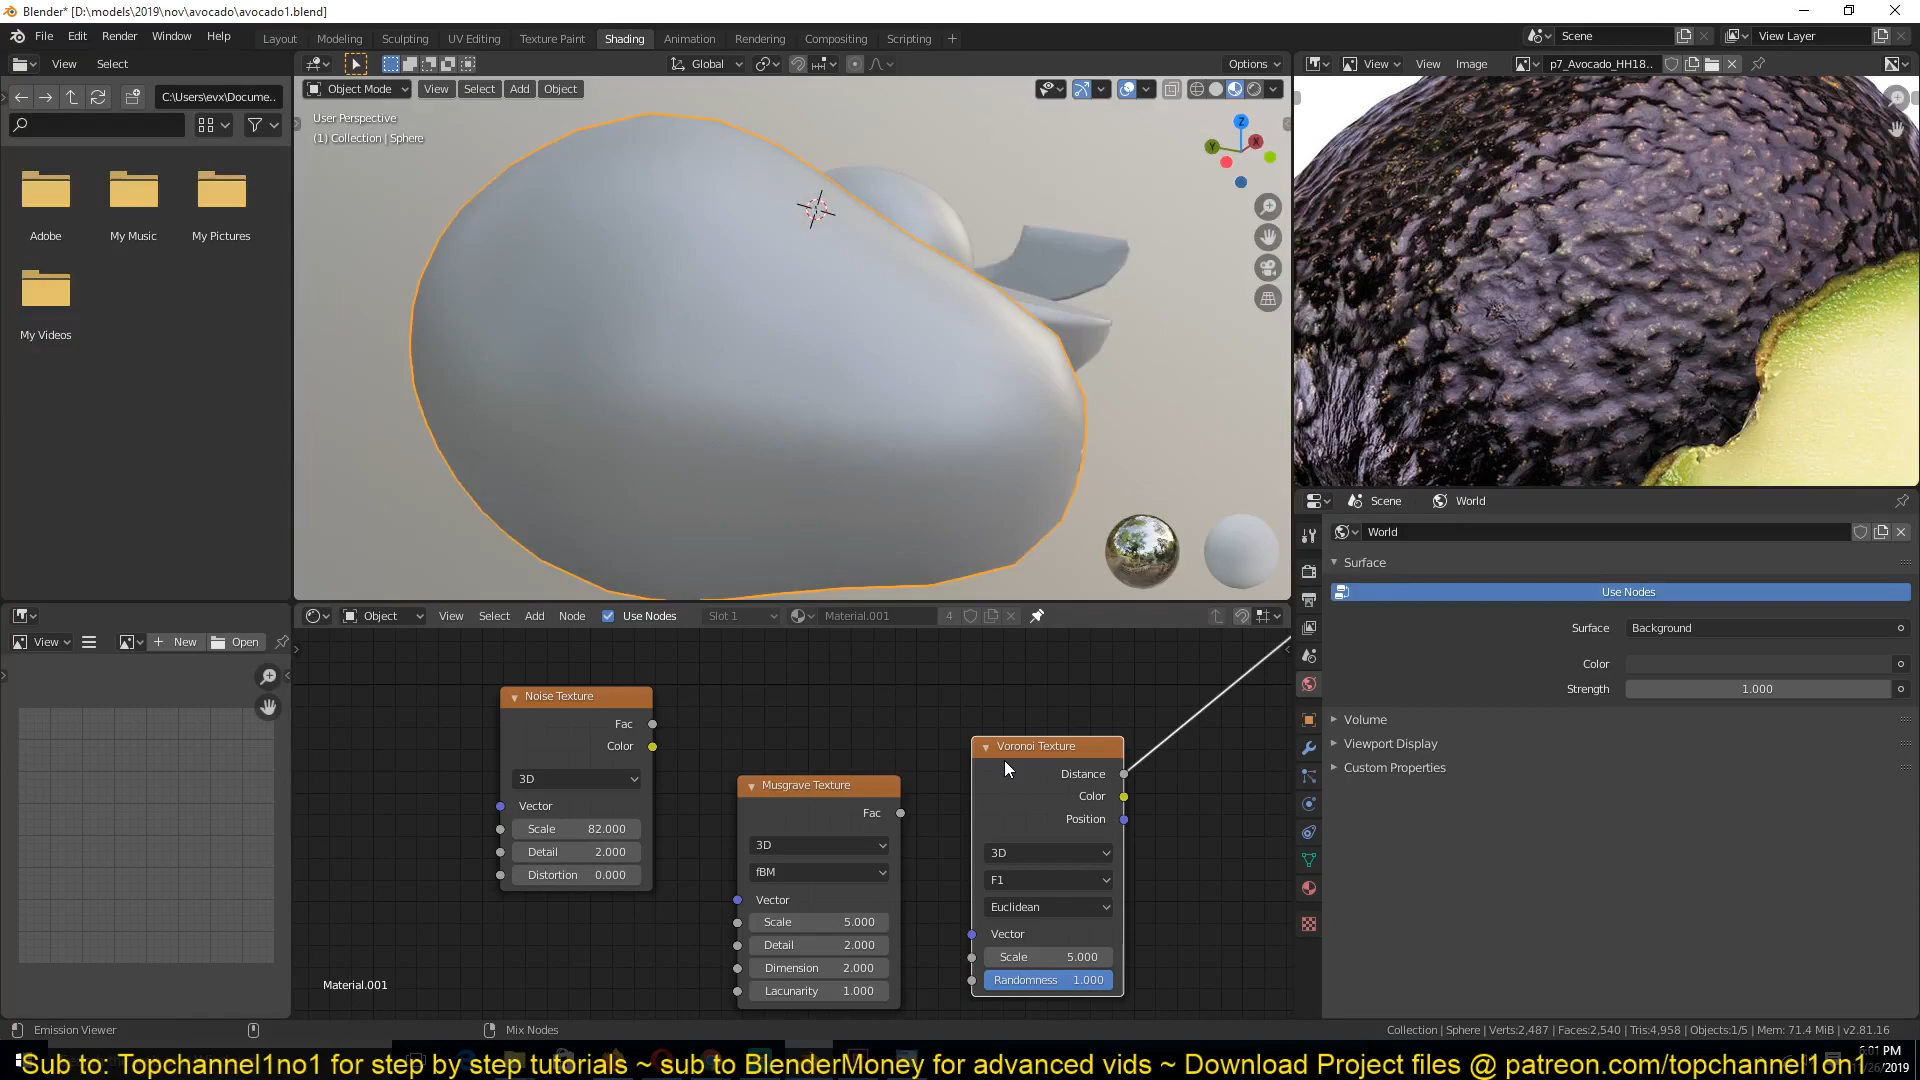 Blender* [D:\models\2019\nov\avocado\avocado1.blend]
File Edit Render Window Help
Layout Modeling Sculpting UV Editing Texture Paint Shading Animation Rendering Compositing Scripting
Scene
View Layer
View Select
Global
Options
View
View Image
p7_Avocado_HH18..
C:\Users\evx\Docume..
Object Mode View Select Add Object
User Perspective
(1) Collection | Sphere
Z
Y
X
Adobe
My Music
My Pictures
My Videos
Scene World
World
Surface
Use Nodes
Surface Background
Color
Strength 1.000
Volume
Viewport Display
Custom Properties
Object View Select Add Node Use Nodes Slot 1 Material.001 4
View New Open
Noise Texture
Fac
Color
3D
Vector
Scale 82.000
Detail 2.000
Distortion 0.000
Musgrave Texture
Fac
3D
fBM
Vector
Scale 5.000
Detail 2.000
Dimension 2.000
Lacunarity 1.000
Voronoi Texture
Distance
Color
Position
3D
F1
Euclidean
Vector
Scale 5.000
Randomness 1.000
Material.001
Emission Viewer
Mix Nodes
Collection | Sphere | Verts:2,487 | Faces:2,540 | Tris:4,958 | Objects:1/5 | Mem: 71.4 MiB | v2.81.16
Sub to: Topchannel1no1 for step by step tutorials ~ sub to BlenderMoney for advanced vids ~ Download Project files @ patreon.com/topchannel1on1